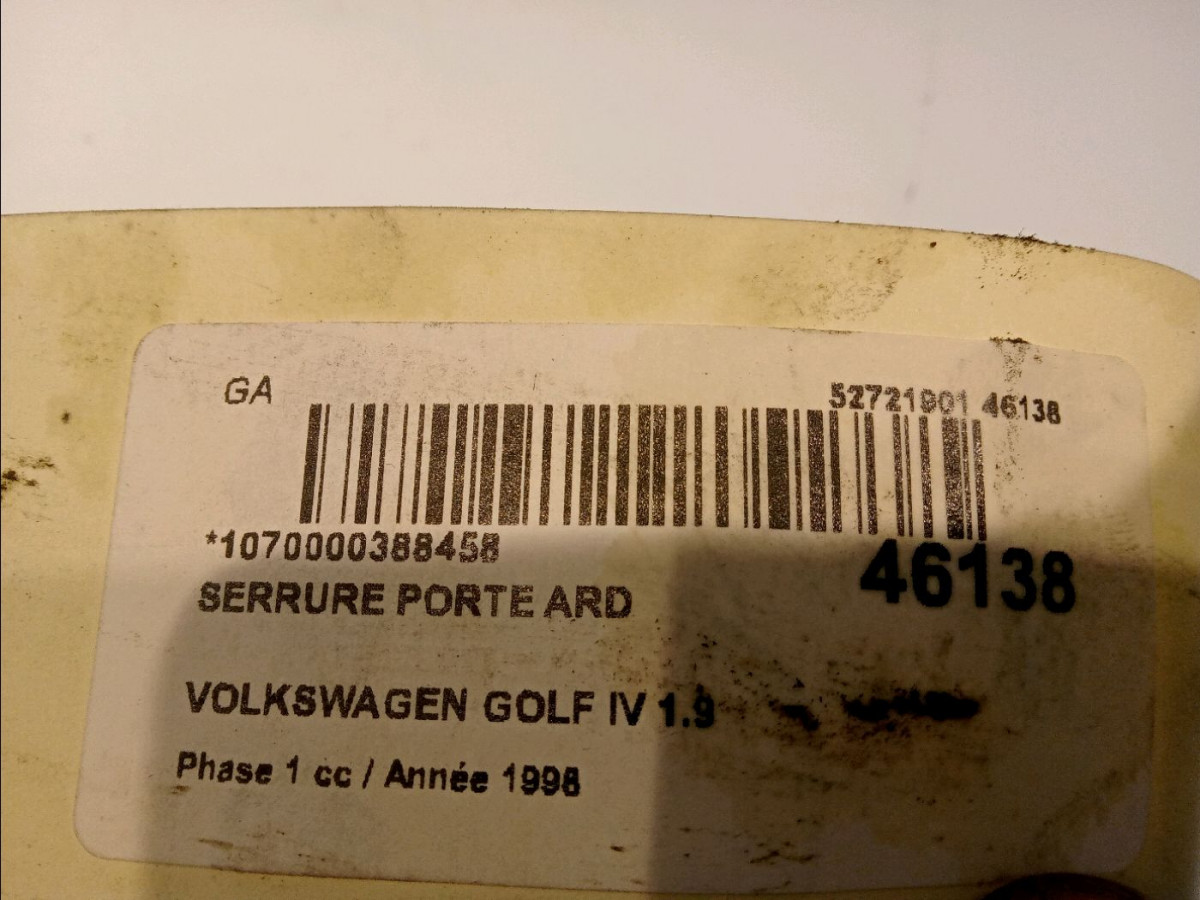 GA
52721901 46138
*1070000388458
46138
SERRURE PORTE ARD
VOLKSWAGEN GOLF IV 1.9
Phase 1 cc / Année 1998